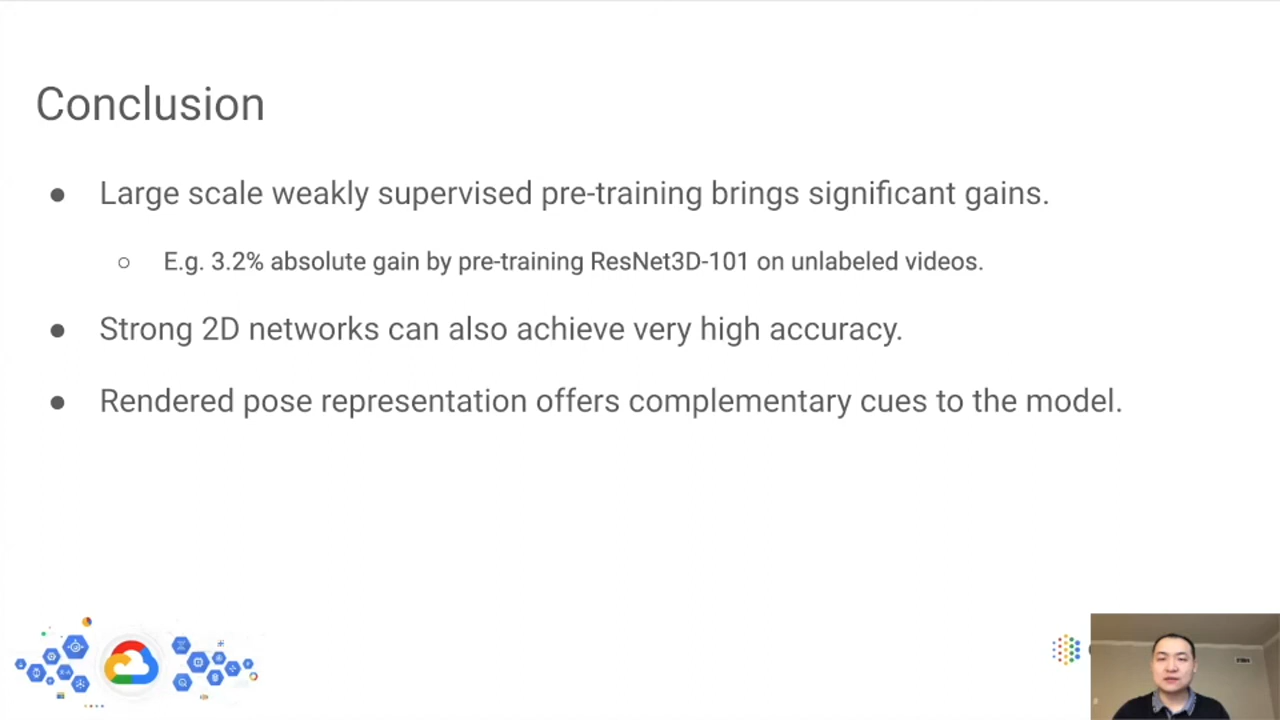 Conclusion
● Large scale weakly supervised pre-training brings significant gains.
○ E.g. 3.2% absolute gain by pre-training ResNet3D-101 on unlabeled videos.
● Strong 2D networks can also achieve very high accuracy.
● Rendered pose representation offers complementary cues to the model.